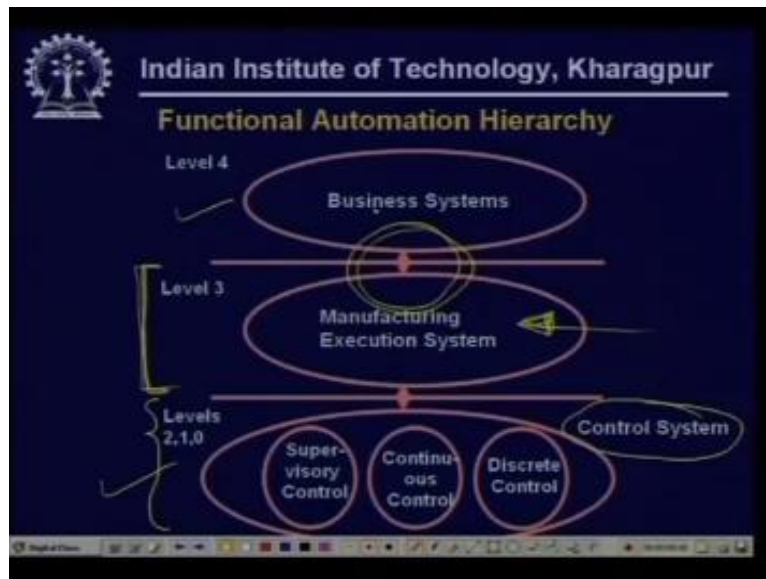 Indian Institute of Technology, Kharagpur
Functional Automation Hierarchy
Level 4
Business Systems
Level 3
Manufacturing
Execution System
Levels
2,1,0
Control System
Super-
visory
Control
Continu-
ous
Control
Discrete
Control